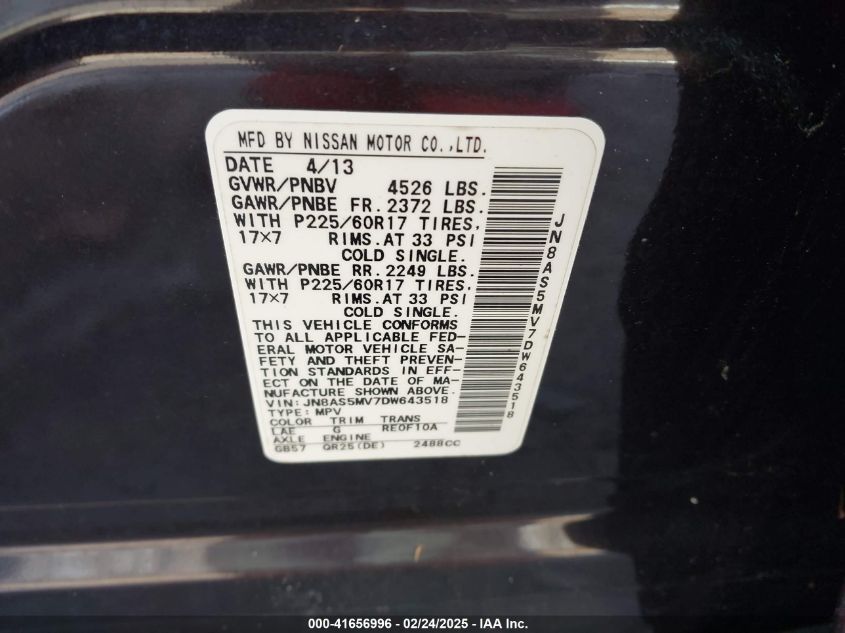 MFD BY NISSAN MOTOR CO.,LTD.
DATE 4/13
GVWR/PNBV 4526 LBS.
GAWR/PNBE FR. 2372 LBS.
WITH P225/60R17 TIRES,
17×7 RIMS.AT 33 PSI
COLD SINGLE.
GAWR/PNBE RR. 2249 LBS.
WITH P225/60R17 TIRES.
17×7 RIMS.AT 33 PSI
COLD SINGLE.
THIS VEHICLE CONFORMS
TO ALL APPLICABLE FED-
ERAL MOTOR VEHICLE SA-
FETY AND THEFT PREVEN-
TION STANDARDS IN EFF-
ECT ON THE DATE OF MA-
NUFACTURE SHOWN ABOVE.
VIN: JN8AS5MV7DW643518
TYPE: MPV
COLOR TRIM TRANS
LAE G RE0F10A
AXLE ENGINE
GB57 QR25(DE) 2488CC
JN8AS5MV7DW643518
000-41656996 - 02/24/2025 - IAA Inc.